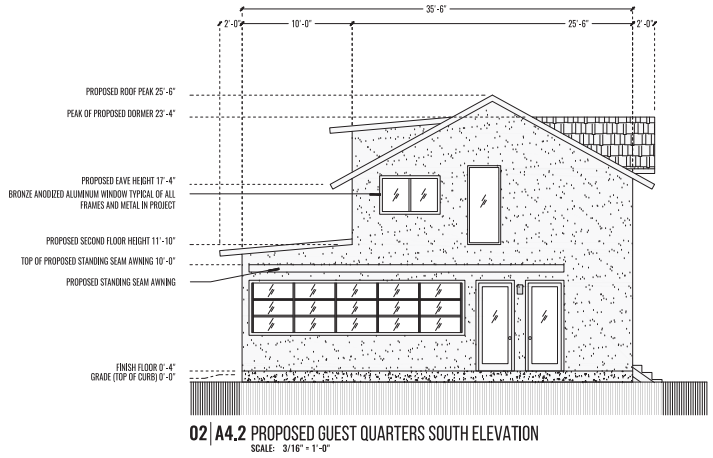 35'-6"
2'-0" 10'-0" 25'-6" 2'-0"
PROPOSED ROOF PEAK 25'-6"
PEAK OF PROPOSED DORMER 23'-4"
PROPOSED EAVE HEIGHT 17'-4"
BRONZE ANODIZED ALUMINUM WINDOW TYPICAL OF ALL
FRAMES AND METAL IN PROJECT
PROPOSED SECOND FLOOR HEIGHT 11'-10"
TOP OF PROPOSED STANDING SEAM AWNING 10'-0"
PROPOSED STANDING SEAM AWNING
FINISH FLOOR 0'-4"
GRADE (TOP OF CURB) 0'-0"
02 A4.2 PROPOSED GUEST QUARTERS SOUTH ELEVATION
SCALE: 3/16" = 1'-0"